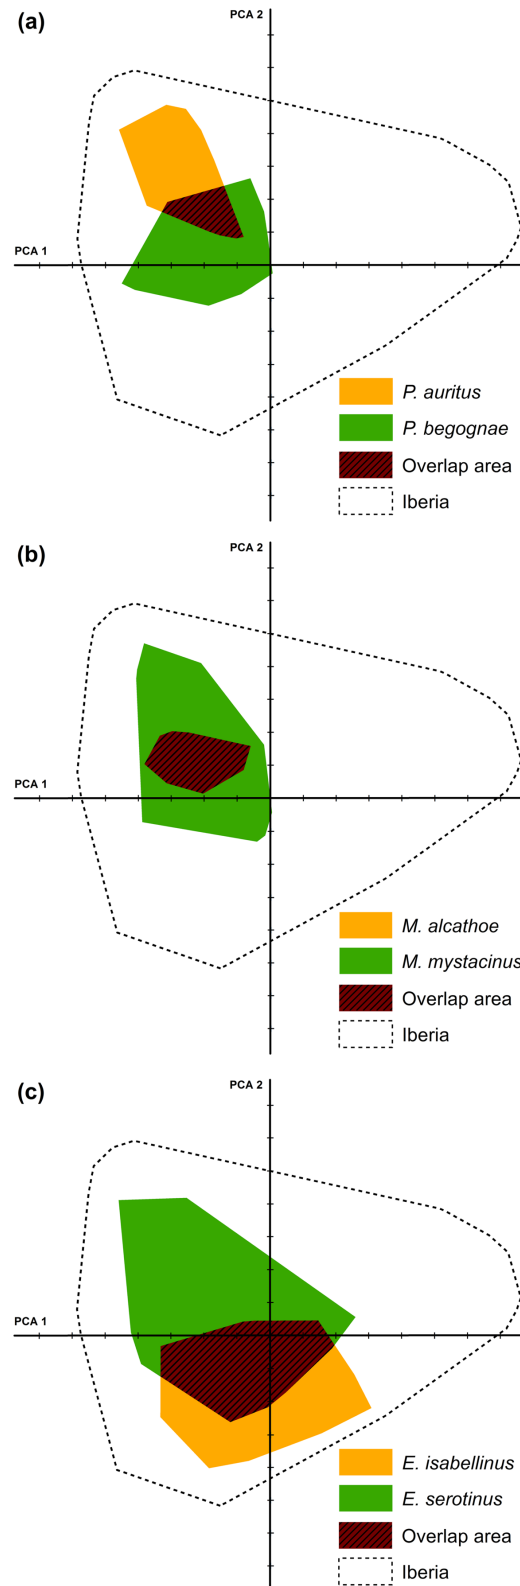 (a)
PCA 2
PCA 1
P. auritus
P. begognae
Overlap area
Iberia
(b)
PCA 2
PCA 1
M. alcathoe
M. mystacinus
Overlap area
Iberia
(c)
PCA 2
PCA 1
E. isabellinus
E. serotinus
Overlap area
Iberia